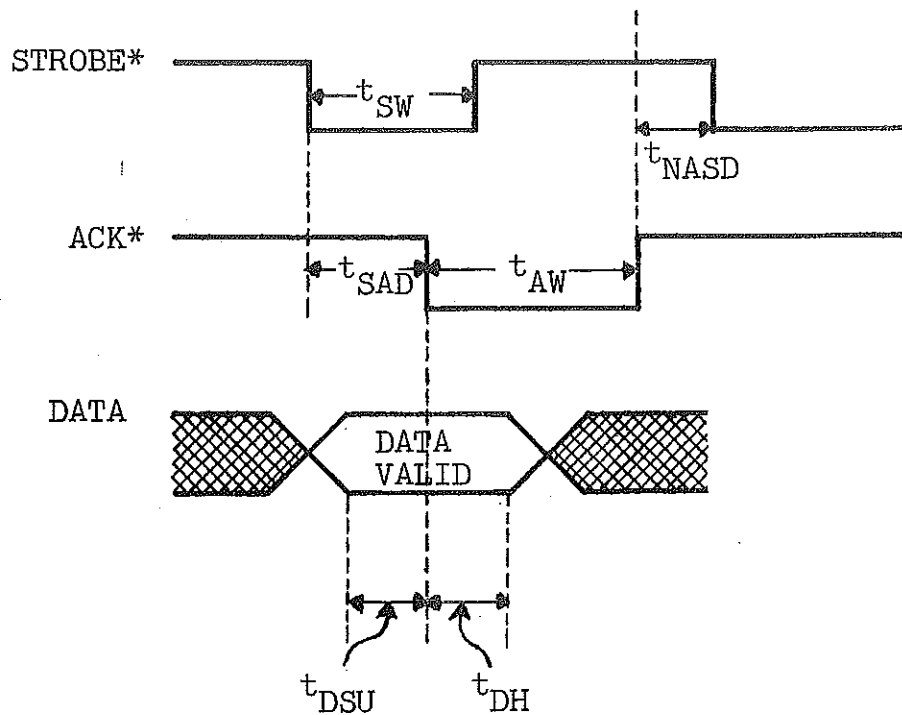 STROBE*
tSW
tNASD
ACK*
tSAD
tAW
DATA
DATA
VALID
tDSU
tDH